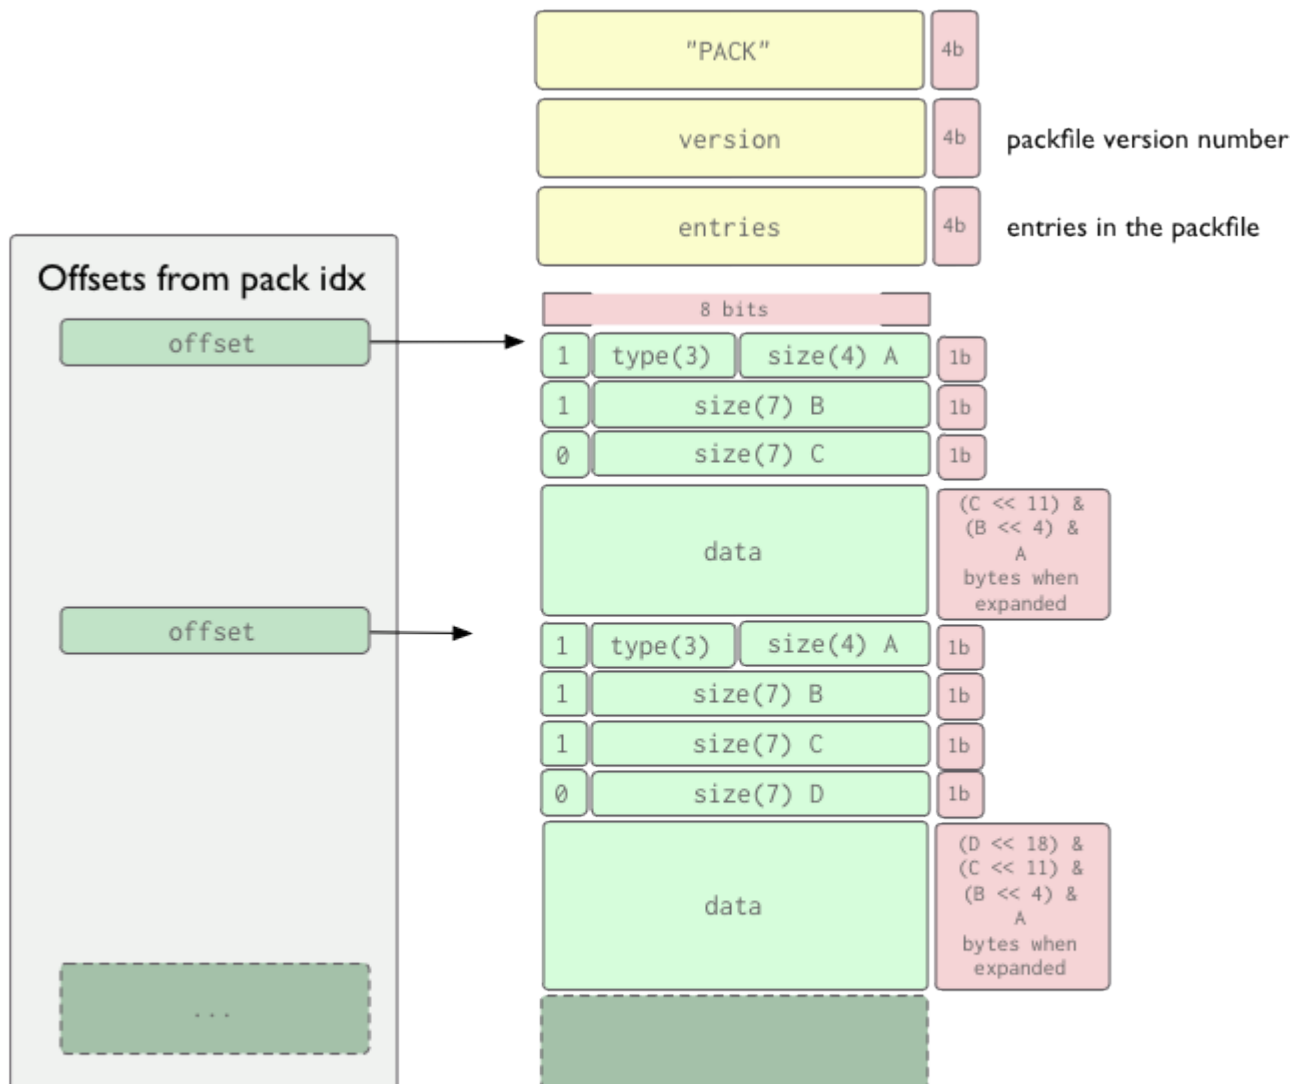 "PACK" 4b
version 4b packfile version number
entries 4b entries in the packfile
Offsets from pack idx
8 bits
offset
1 type(3) size(4) A 1b
1 size(7) B 1b
0 size(7) C 1b
data
(C << 11) &
(B << 4) &
A
bytes when
expanded
offset
1 type(3) size(4) A 1b
1 size(7) B 1b
1 size(7) C 1b
0 size(7) D 1b
data
(D << 18) &
(C << 11) &
(B << 4) &
A
bytes when
expanded
...